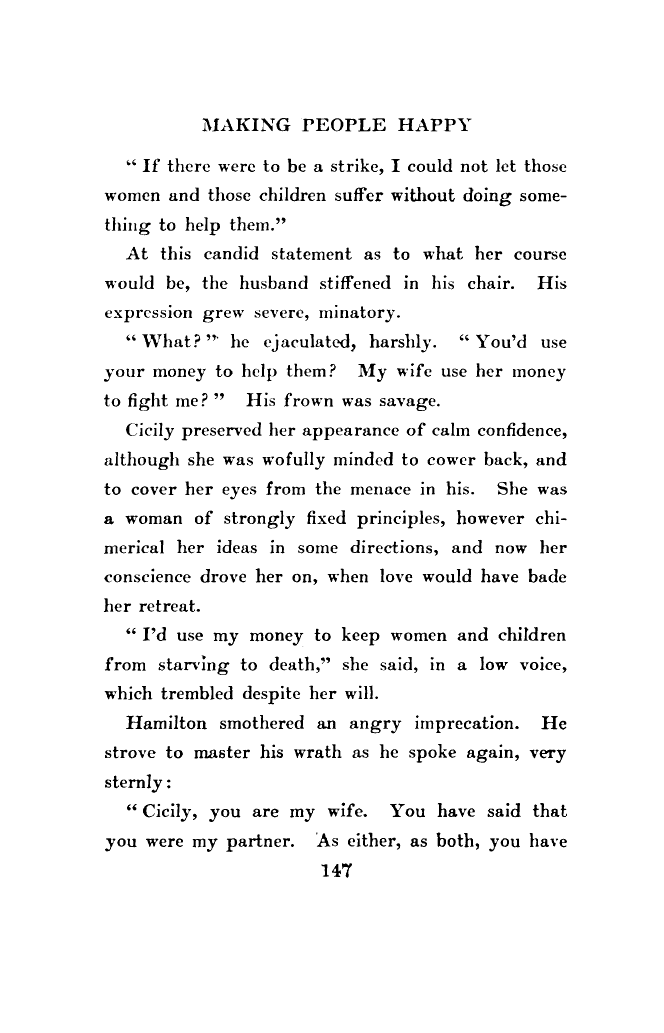 MAKING PEOPLE HAPPY
“ If there were to be a strike, I could not let those
women and those children suffer without doing some-
thing to help them.”
At this candid statement as to what her course
would be, the husband stiffened in his chair. His
expression grew severe, minatory.
“ What? ” he ejaculated, harshly. “ You’d use
your money to help them? My wife use her money
to fight me? ” His frown was savage.
Cicily preserved her appearance of calm confidence,
although she was wofully minded to cower back, and
to cover her eyes from the menace in his. She was
a woman of strongly fixed principles, however chi-
merical her ideas in some directions, and now her
conscience drove her on, when love would have bade
her retreat.
“ I’d use my money to keep women and children
from starving to death,” she said, in a low voice,
which trembled despite her will.
Hamilton smothered an angry imprecation. He
strove to master his wrath as he spoke again, very
sternly:
“ Cicily, you are my wife. You have said that
you were my partner. As either, as both, you have
147